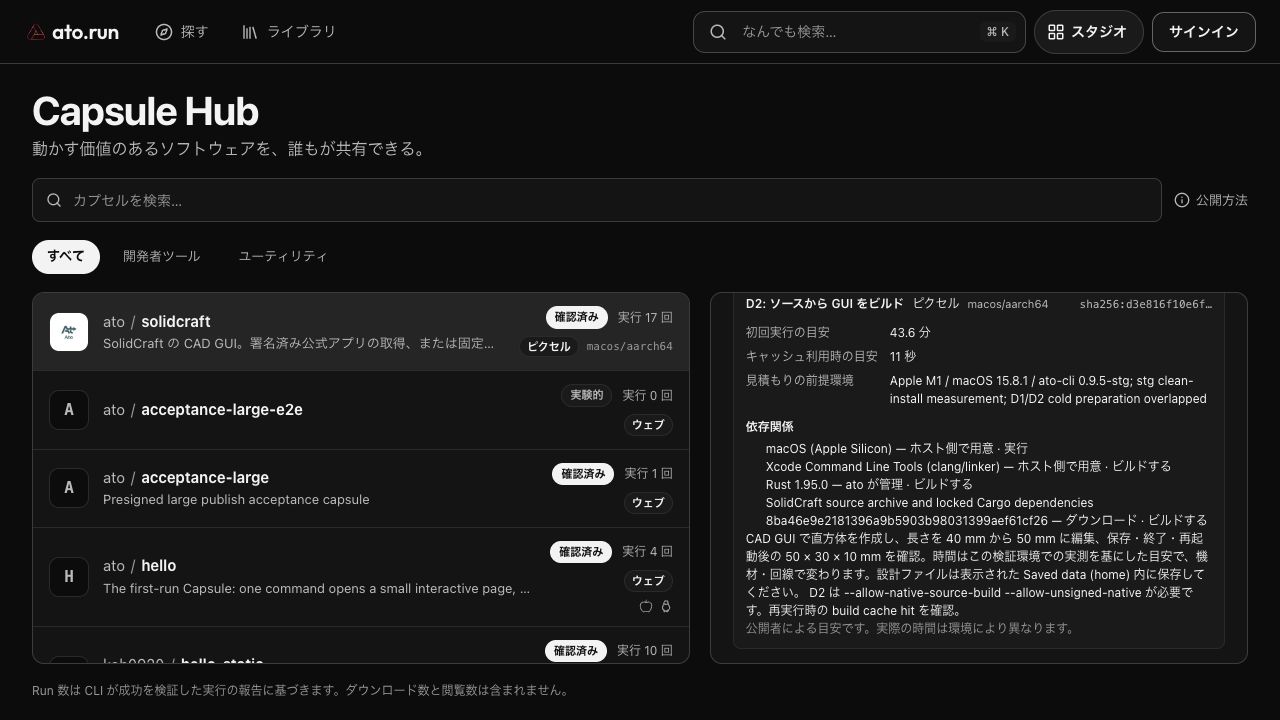 ato.run
探す
ライブラリ
なんでも検索...
⌘ K
スタジオ
サインイン
Capsule Hub
動かす価値のあるソフトウェアを、誰もが共有できる。
カプセルを検索...
公開方法
すべて
開発者ツール
ユーティリティ
ato / solidcraft
確認済み
実行 17 回
SolidCraft の CAD GUI。署名済み公式アプリの取得、または固定...
ピクセル
macos/aarch64
A
ato / acceptance-large-e2e
実験的
実行 0 回
ウェブ
A
ato / acceptance-large
確認済み
実行 1 回
Presigned large publish acceptance capsule
ウェブ
H
ato / hello
確認済み
実行 4 回
The first-run Capsule: one command opens a small interactive page, ...
ウェブ
確認済み
実行 10 回
D2: ソースから GUI をビルド ピクセル macos/aarch64 sha256:d3e816f10e6f…
初回実行の目安 43.6 分
キャッシュ利用時の目安 11 秒
見積もりの前提環境 Apple M1 / macOS 15.8.1 / ato-cli 0.9.5-stg; stg clean-
install measurement; D1/D2 cold preparation overlapped
依存関係
macOS (Apple Silicon) — ホスト側で用意 · 実行
Xcode Command Line Tools (clang/linker) — ホスト側で用意 · ビルドする
Rust 1.95.0 — ato が管理 · ビルドする
SolidCraft source archive and locked Cargo dependencies
8ba46e9e2181396a9b5903b98031399aef61cf26 — ダウンロード · ビルドする
CAD GUI で直方体を作成し、長さを 40 mm から 50 mm に編集、保存・終了・再起
動後の 50 × 30 × 10 mm を確認。時間はこの検証環境での実測を基にした目安で、機
材・回線で変わります。設計ファイルは表示された Saved data (home) 内に保存して
ください。 D2 は --allow-native-source-build --allow-unsigned-native が必要で
す。再実行時の build cache hit を確認。
公開者による目安です。実際の時間は環境により異なります。
Run 数は CLI が成功を検証した実行の報告に基づきます。ダウンロード数と閲覧数は含まれません。